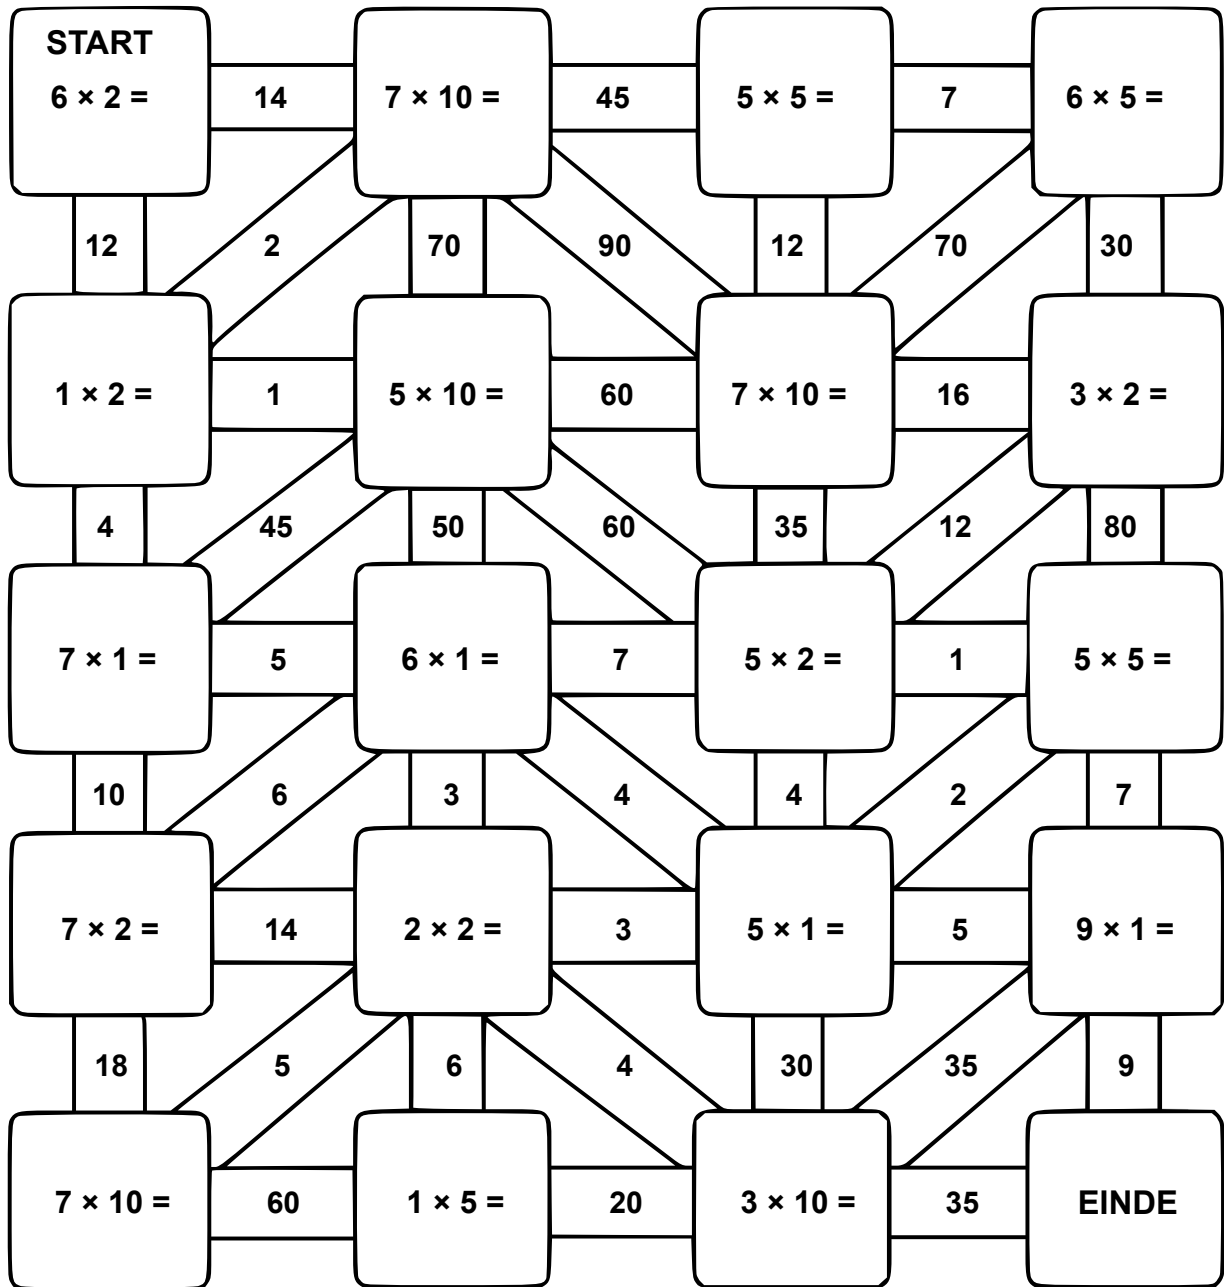 START
6 × 2 = 14 7 × 10 = 45 5 × 5 = 7 6 × 5 =
12 2 70 90 12 70 30
1 × 2 = 1 5 × 10 = 60 7 × 10 = 16 3 × 2 =
4 45 50 60 35 12 80
7 × 1 = 5 6 × 1 = 7 5 × 2 = 1 5 × 5 =
10 6 3 4 4 2 7
7 × 2 = 14 2 × 2 = 3 5 × 1 = 5 9 × 1 =
18 5 6 4 30 35 9
7 × 10 = 60 1 × 5 = 20 3 × 10 = 35 EINDE